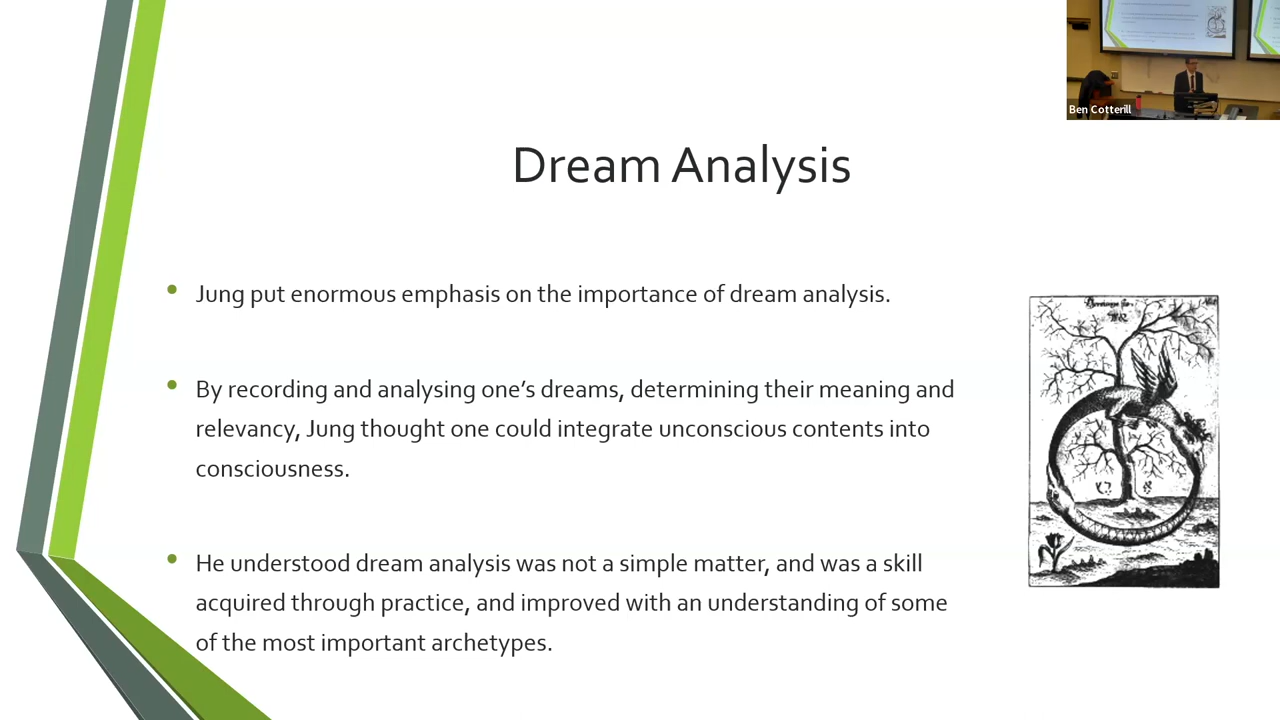 Ben Cotterill
Dream Analysis
• Jung put enormous emphasis on the importance of dream analysis.
• By recording and analysing one’s dreams, determining their meaning and
relevancy, Jung thought one could integrate unconscious contents into
consciousness.
• He understood dream analysis was not a simple matter, and was a skill
acquired through practice, and improved with an understanding of some
of the most important archetypes.